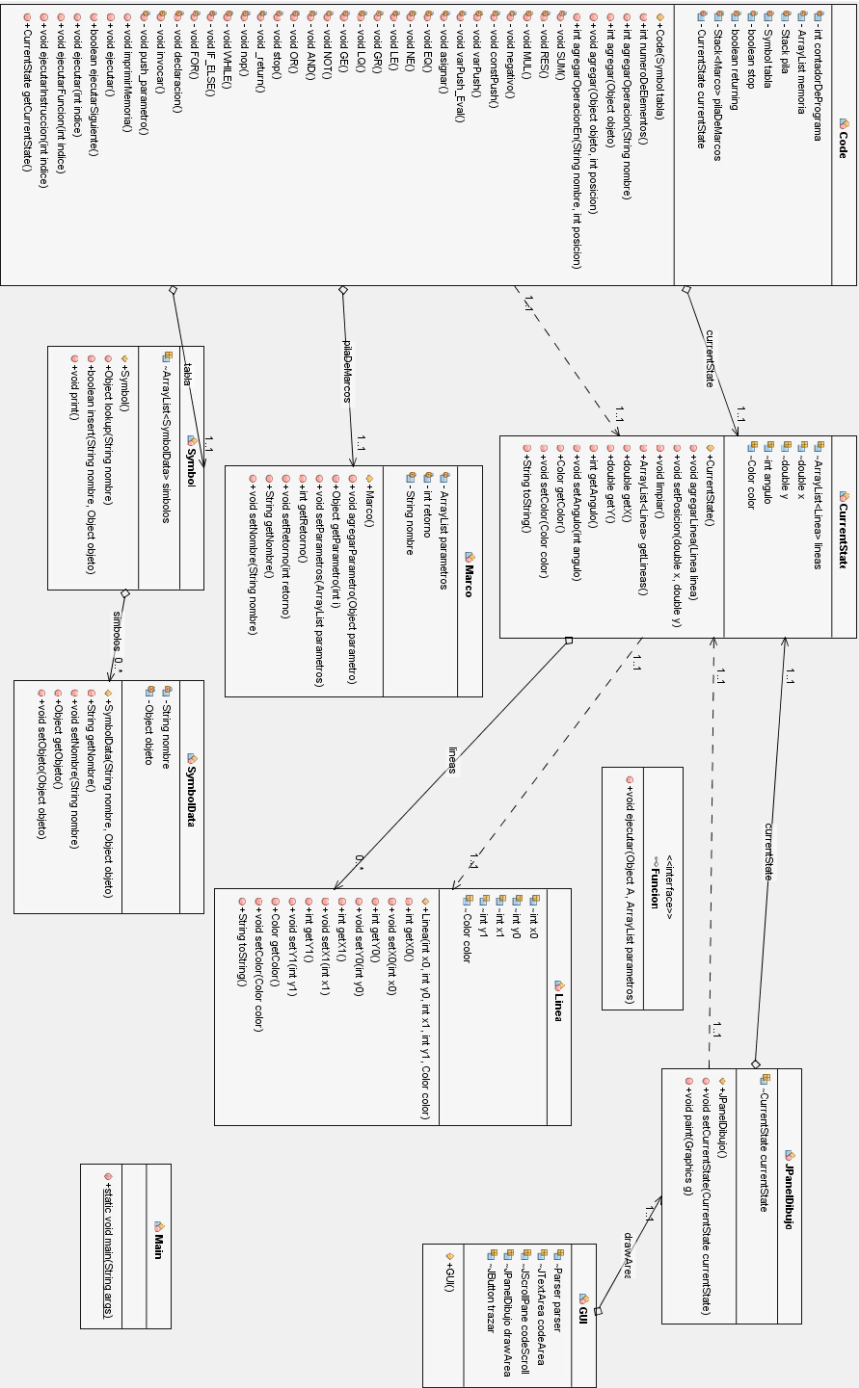 Code
- int contadorDePrograma
- ArrayList memoria
- Stack pila
- Symbol tabla
- boolean stop
- boolean returning
- Stack<Marco> pilaDeMarcos
- CurrentState currentState
+Code(Symbol tabla)
+int numeroDeElementos()
+int agregarOperacion(String nombre)
+int agregar(Object objeto)
+void agregar(Object objeto, int posicion)
+int agregarOperacionEn(String nombre, int posicion)
- void SUM()
- void RES()
- void MUL()
- void negativo()
- void constPush()
- void varPush()
- void varPush_Eval()
- void asignar()
- void EQ()
- void NE()
- void LE()
- void GR()
- void LO()
- void GE()
- void NOT()
- void AND()
- void OR()
- void stop()
- void _return()
- void nop()
- void WHILE()
- void IF_ELSE()
- void FOR()
- void declaracion()
- void invocar()
- void push_parametro()
+void imprimirMemoria()
+void ejecutar()
+boolean ejecutarSiguiente()
+void ejecutar(int indice)
+void ejecutarFuncion(int indice)
+void ejecutarInstruccion(int indice)
+CurrentState getCurrentState()
currentState
1..1
1..1
1..1
pilaDeMarcos
1..1
tabla
1..1
CurrentState
~ArrayList<Linea> lineas
~double x
~double y
~int angulo
~Color color
+CurrentState()
+void agregarLinea(Linea linea)
+void setPosicion(double x, double y)
+void limpiar()
+ArrayList<Linea> getLineas()
+double getX()
+double getY()
+int getAngulo()
+void setAngulo(int angulo)
+Color getColor()
+void setColor(Color color)
+String toString()
Marco
- ArrayList parametros
- int retorno
- String nombre
+Marco()
+void agregarParametro(Object parametro)
+Object getParametro(int i)
+void setParametros(ArrayList parametros)
+int getRetorno()
+void setRetorno(int retorno)
+String getNombre()
+void setNombre(String nombre)
Symbol
~ArrayList<SymbolData> simbolos
+Symbol()
+Object lookup(String nombre)
+boolean insert(String nombre, Object objeto)
+void print()
1..1
1..1
currentState
1..1
1..1
1..1
lineas
0..*
simbolos
0..*
<<interface>>
Funcion
+void ejecutar(Object A, ArrayList parametros)
SymbolData
-String nombre
-Object objeto
+SymbolData(String nombre, Object objeto)
+String getNombre()
+void setNombre(String nombre)
+Object getObjeto()
+void setObjeto(Object objeto)
Linea
~int x0
~int y0
~int x1
~int y1
~Color color
+Linea(int x0, int y0, int x1, int y1, Color color)
+int getX0()
+void setX0(int x0)
+int getY0()
+void setY0(int y0)
+int getX1()
+void setX1(int x1)
+int getY1()
+void setY1(int y1)
+Color getColor()
+void setColor(Color color)
+String toString()
JPanelDibujo
~CurrentState currentState
+JPanelDibujo()
+void setCurrentState(CurrentState currentState)
+void paint(Graphics g)
1..1
drawArea
GUI
~Parser parser
~JTextArea codeArea
~JScrollPane codeScroll
~JPanelDibujo drawArea
~JButton trazar
+GUI()
Main
+static void main(String args)